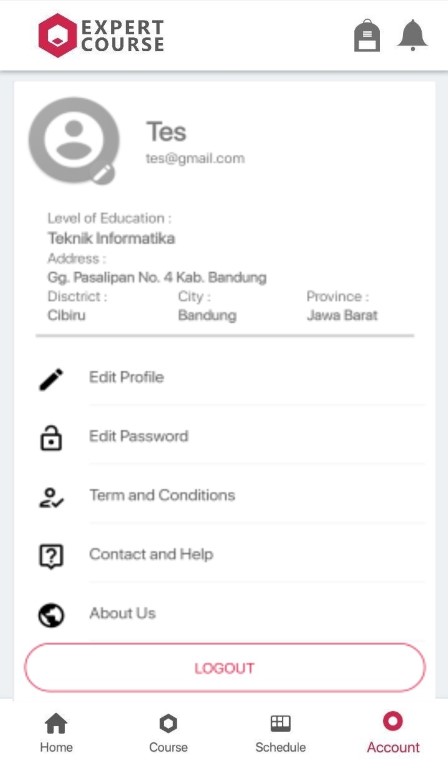 EXPERT
COURSE
Tes
tes@gmail.com
Level of Education :
Teknik Informatika
Address :
Gg. Pasalipan No. 4 Kab. Bandung
Disctrict : City : Province :
Cibiru Bandung Jawa Barat
Edit Profile
Edit Password
Term and Conditions
Contact and Help
About Us
LOGOUT
Home Course Schedule Account